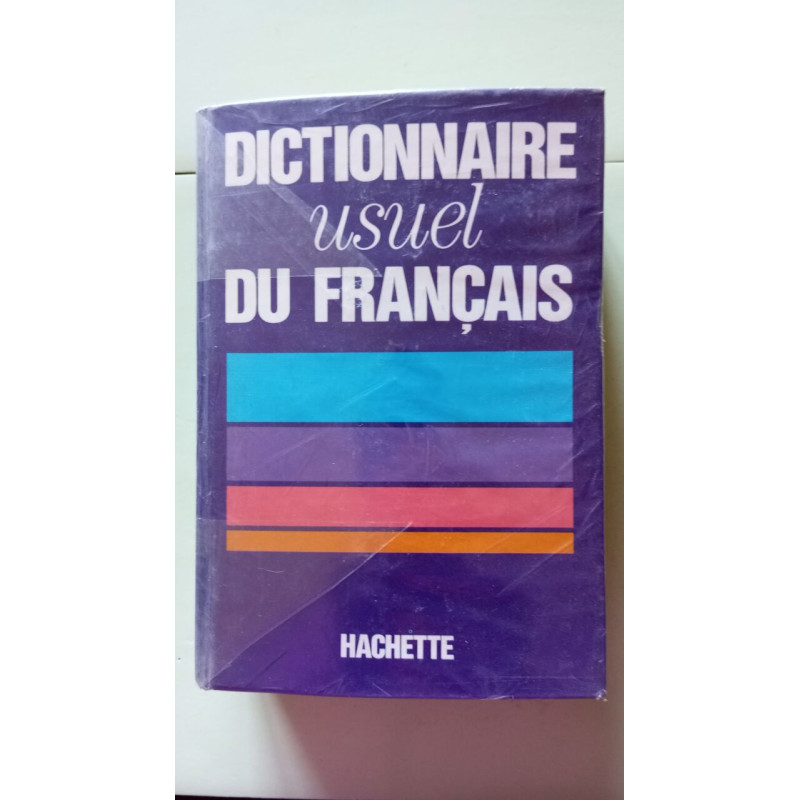 DICTIONNAIRE
usuel
DU FRANÇAIS
HACHETTE